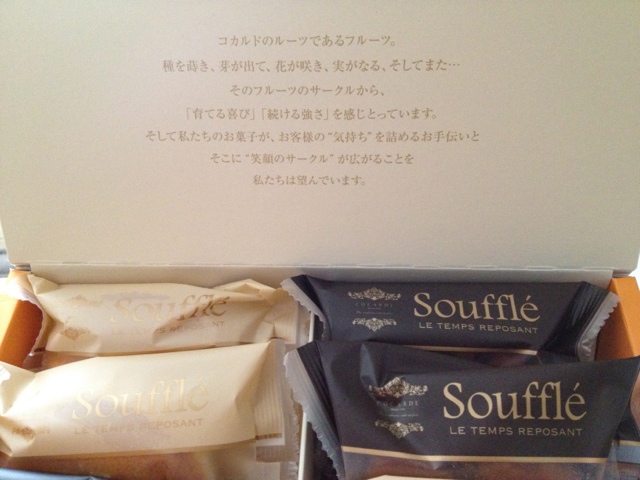 コカルドのルーツであるフルーツ。
種を蒔き、芽が出て、花が咲き、実がなる、そしてまた…
そのフルーツのサークルから、
「育てる喜び」「続ける強さ」を感じとっています。
そして私たちのお菓子が、お客様の“気持ち”を詰めるお手伝いと
そこに“笑顔のサークル”が広がることを
私たちは望んでいます。
Soufflé
LE TEMPS REPOSANT
COCARDE
Soufflé
LE TEMPS REPOSANT
Soufflé
LE TEMPS REPOSANT
Soufflé
LE TEMPS REPOSANT